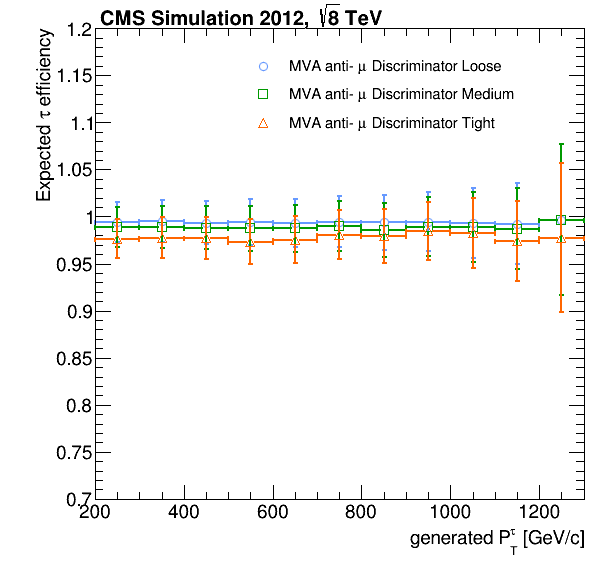 CMS Simulation 2012, √8 TeV
Expected τ efficiency
MVA anti- μ Discriminator Loose
MVA anti- μ Discriminator Medium
MVA anti- μ Discriminator Tight
1.2
1.15
1.1
1.05
1
0.95
0.9
0.85
0.8
0.75
0.7
200 400 600 800 1000 1200
generated P_T^τ [GeV/c]